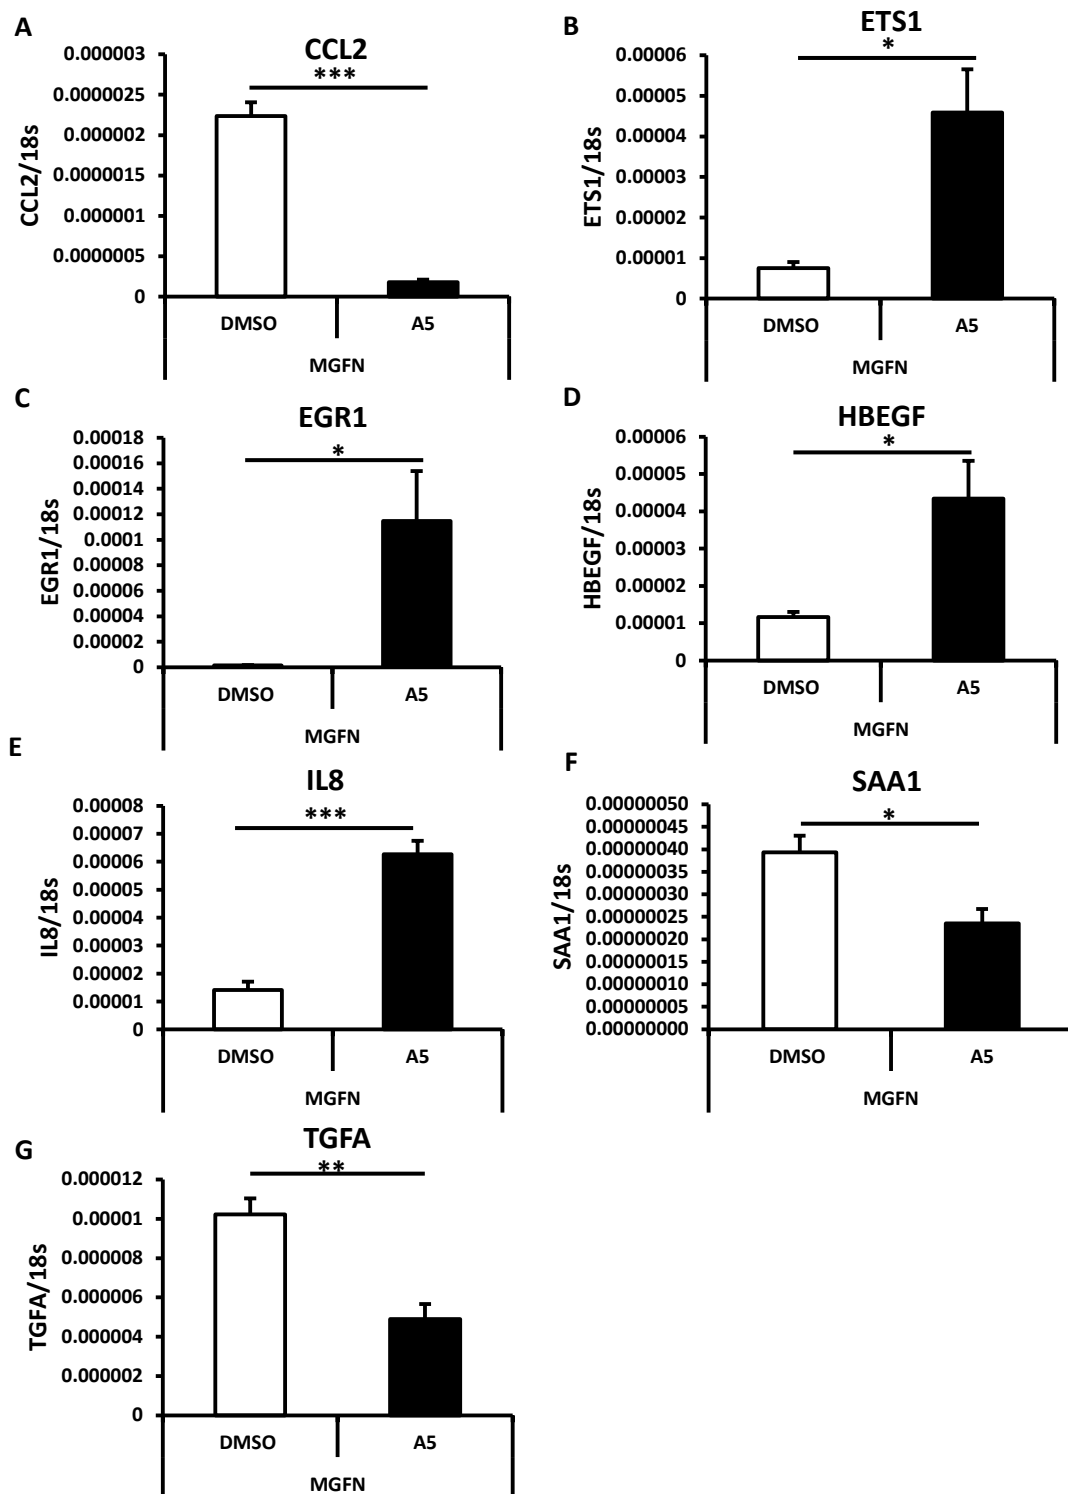 A
CCL2
***
0.000003
0.0000025
0.000002
0.0000015
0.000001
0.0000005
0
CCL2/18s
DMSO
A5
MGFN
B
ETS1
*
0.00006
0.00005
0.00004
0.00003
0.00002
0.00001
0
ETS1/18s
DMSO
A5
MGFN
C
EGR1
*
0.00018
0.00016
0.00014
0.00012
0.0001
0.00008
0.00006
0.00004
0.00002
0
EGR1/18s
DMSO
A5
MGFN
D
HBEGF
*
0.00006
0.00005
0.00004
0.00003
0.00002
0.00001
0
HBEGF/18s
DMSO
A5
MGFN
E
IL8
***
0.00008
0.00007
0.00006
0.00005
0.00004
0.00003
0.00002
0.00001
0
IL8/18s
DMSO
A5
MGFN
F
SAA1
*
0.00000050
0.00000045
0.00000040
0.00000035
0.00000030
0.00000025
0.00000020
0.00000015
0.00000010
0.00000005
0.00000000
SAA1/18s
DMSO
A5
MGFN
G
TGFA
**
0.000012
0.00001
0.000008
0.000006
0.000004
0.000002
0
TGFA/18s
DMSO
A5
MGFN